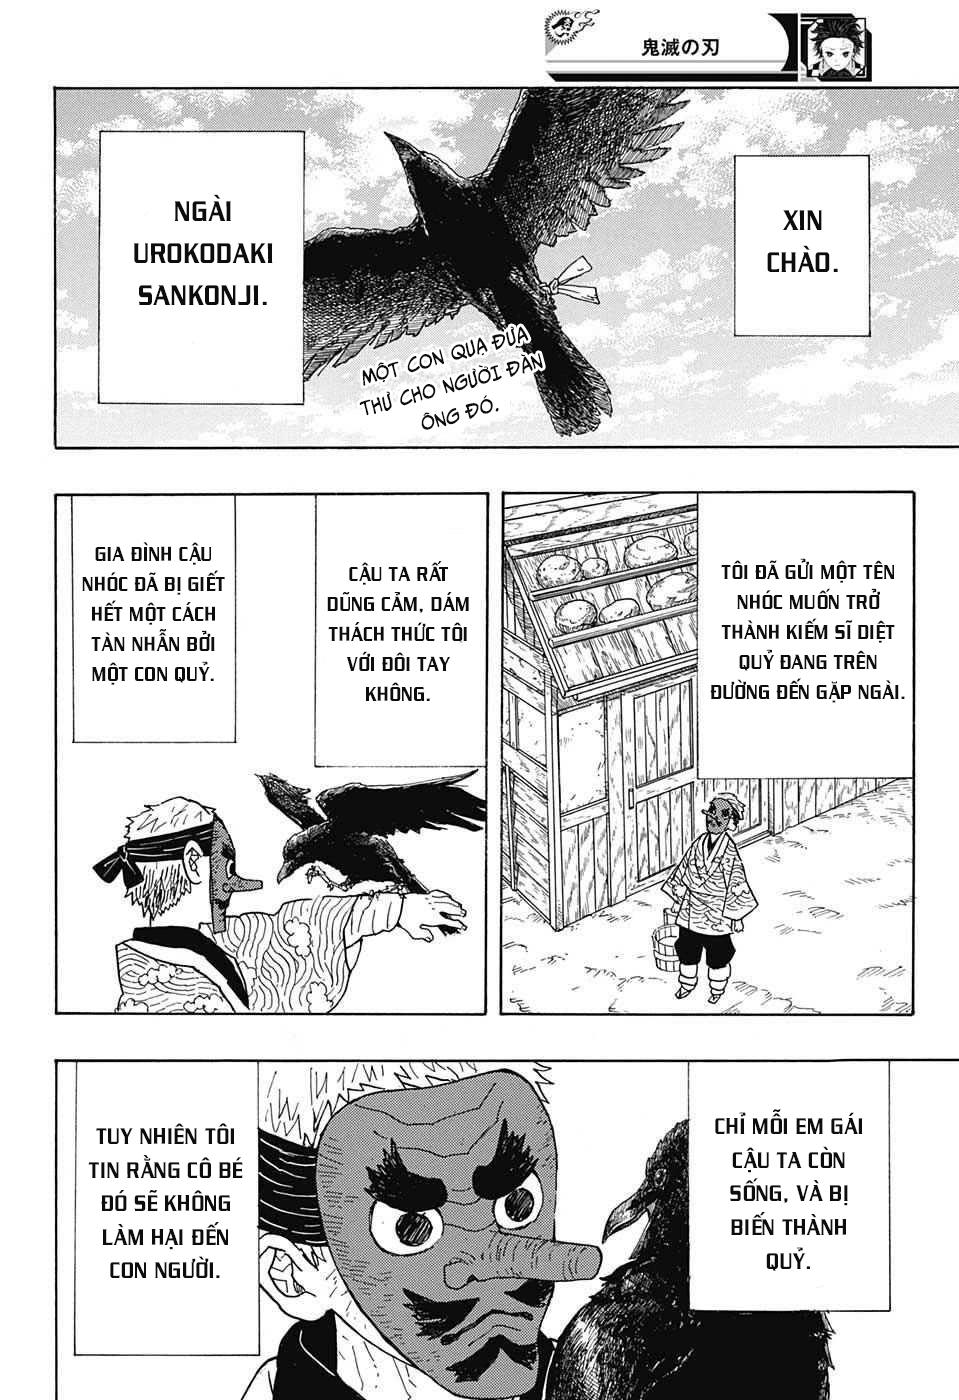 鬼滅の刃
XIN
CHÀO.
NGÀI
UROKODAKI
SANKONJI.
MỘT CON QUẠ ĐƯA
THƯ CHO NGƯỜI ĐÀN
ÔNG ĐÓ.
TÔI ĐÃ GỬI MỘT TÊN
NHÓC MUỐN TRỞ
THÀNH KIẾM SĨ DIỆT
QUỶ ĐANG TRÊN
ĐƯỜNG ĐẾN GẶP NGÀI.
CẬU TA RẤT
DŨNG CẢM, DÁM
THÁCH THỨC TÔI
VỚI ĐÔI TAY
KHÔNG.
GIA ĐÌNH CẬU
NHÓC ĐÃ BỊ GIẾT
HẾT MỘT CÁCH
TÀN NHẪN BỞI
MỘT CON QUỶ.
CHỈ MỖI EM GÁI
CẬU TA CÒN
SỐNG, VÀ BỊ
BIẾN THÀNH
QUỶ.
TUY NHIÊN TÔI
TIN RẰNG CÔ BÉ
ĐÓ SẼ KHÔNG
LÀM HẠI ĐẾN
CON NGƯỜI.